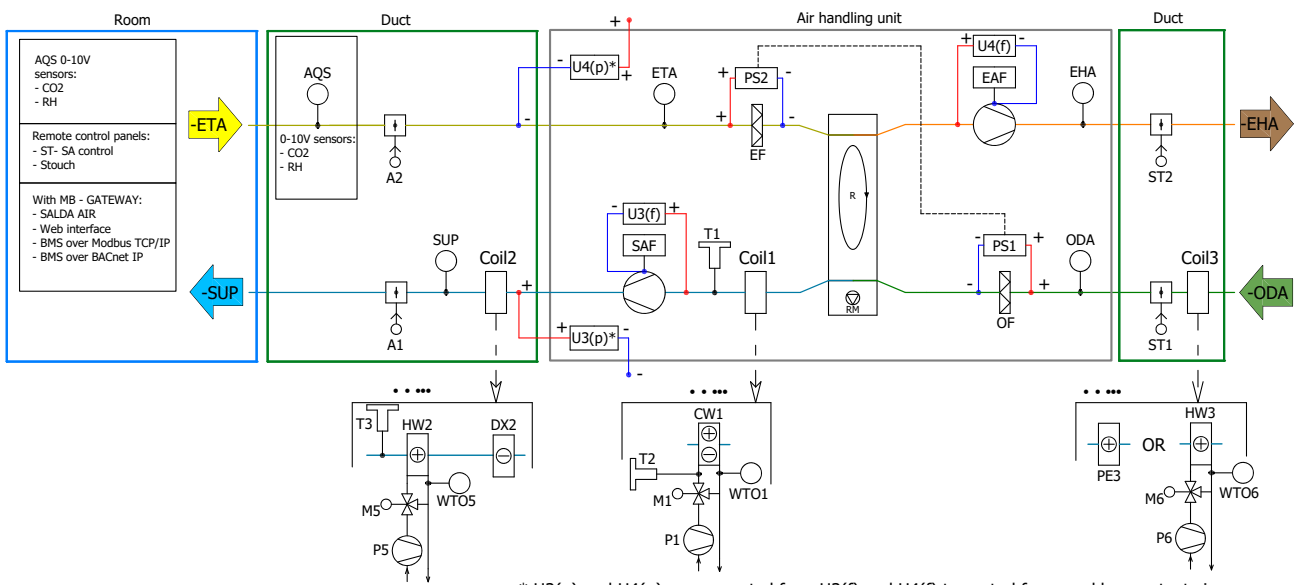 Room
Duct
Air handling unit
Duct
AQS 0-10V
sensors:
- CO2
- RH
Remote control panels:
- ST- SA control
- Stouch
With MB - GATEWAY:
- SALDA AIR
- Web interface
- BMS over Modbus TCP/IP
- BMS over BACnet IP
-ETA
-SUP
AQS
0-10V sensors:
- CO2
- RH
A2
SUP
Coil2
A1
+
-
U4(p)*
+
-
ETA
+
PS2
-
+
-
EF
+
U4(f)
-
EAF
EHA
-
U3(f)
+
SAF
T1
Coil1
+
U3(p)*
-
+
-
R
RM
-
PS1
+
-
+
OF
ODA
ST2
Coil3
ST1
-EHA
-ODA
T3
HW2
DX2
M5
WTO5
P5
CW1
T2
M1
WTO1
P1
PE3
OR
HW3
M6
WTO6
P6